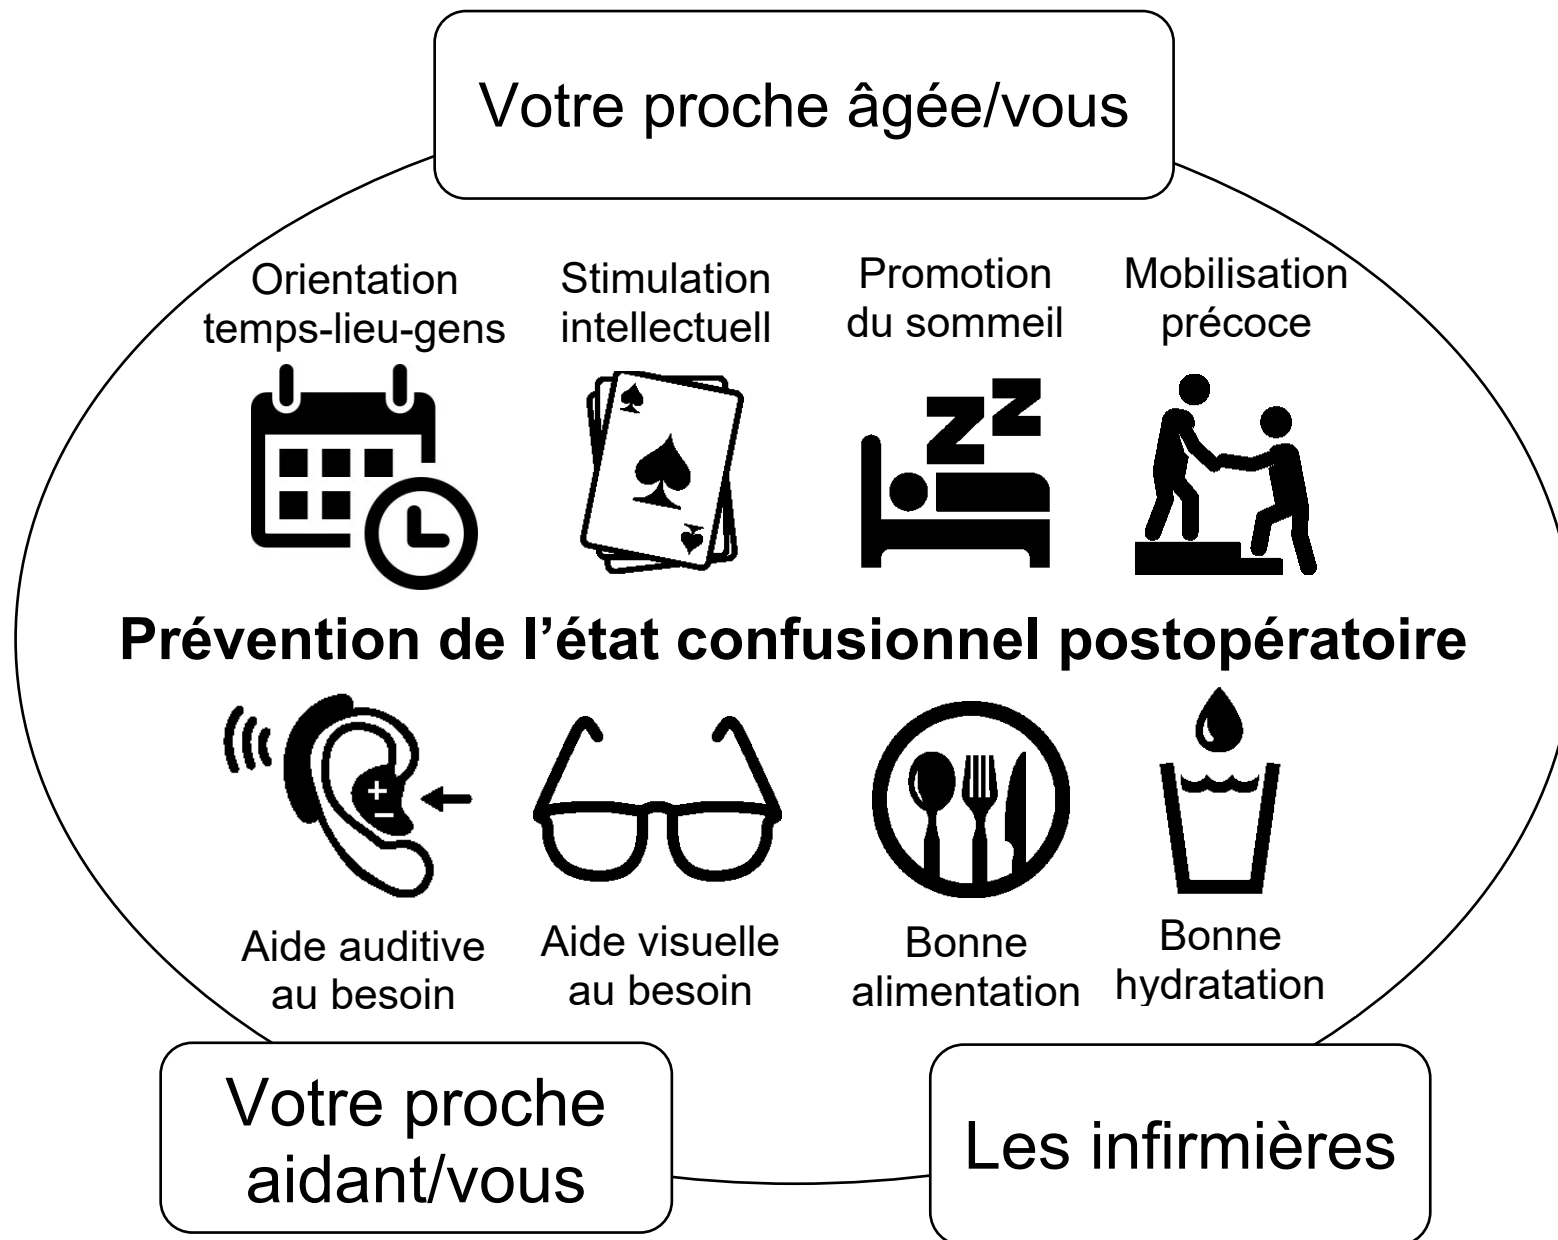 Votre proche âgée/vous
Orientation
temps-lieu-gens
Stimulation
intellectuell
Promotion
du sommeil
Mobilisation
précoce
Prévention de l’état confusionnel postopératoire
Aide auditive
au besoin
Aide visuelle
au besoin
Bonne
alimentation
Bonne
hydratation
Votre proche
aidant/vous
Les infirmières